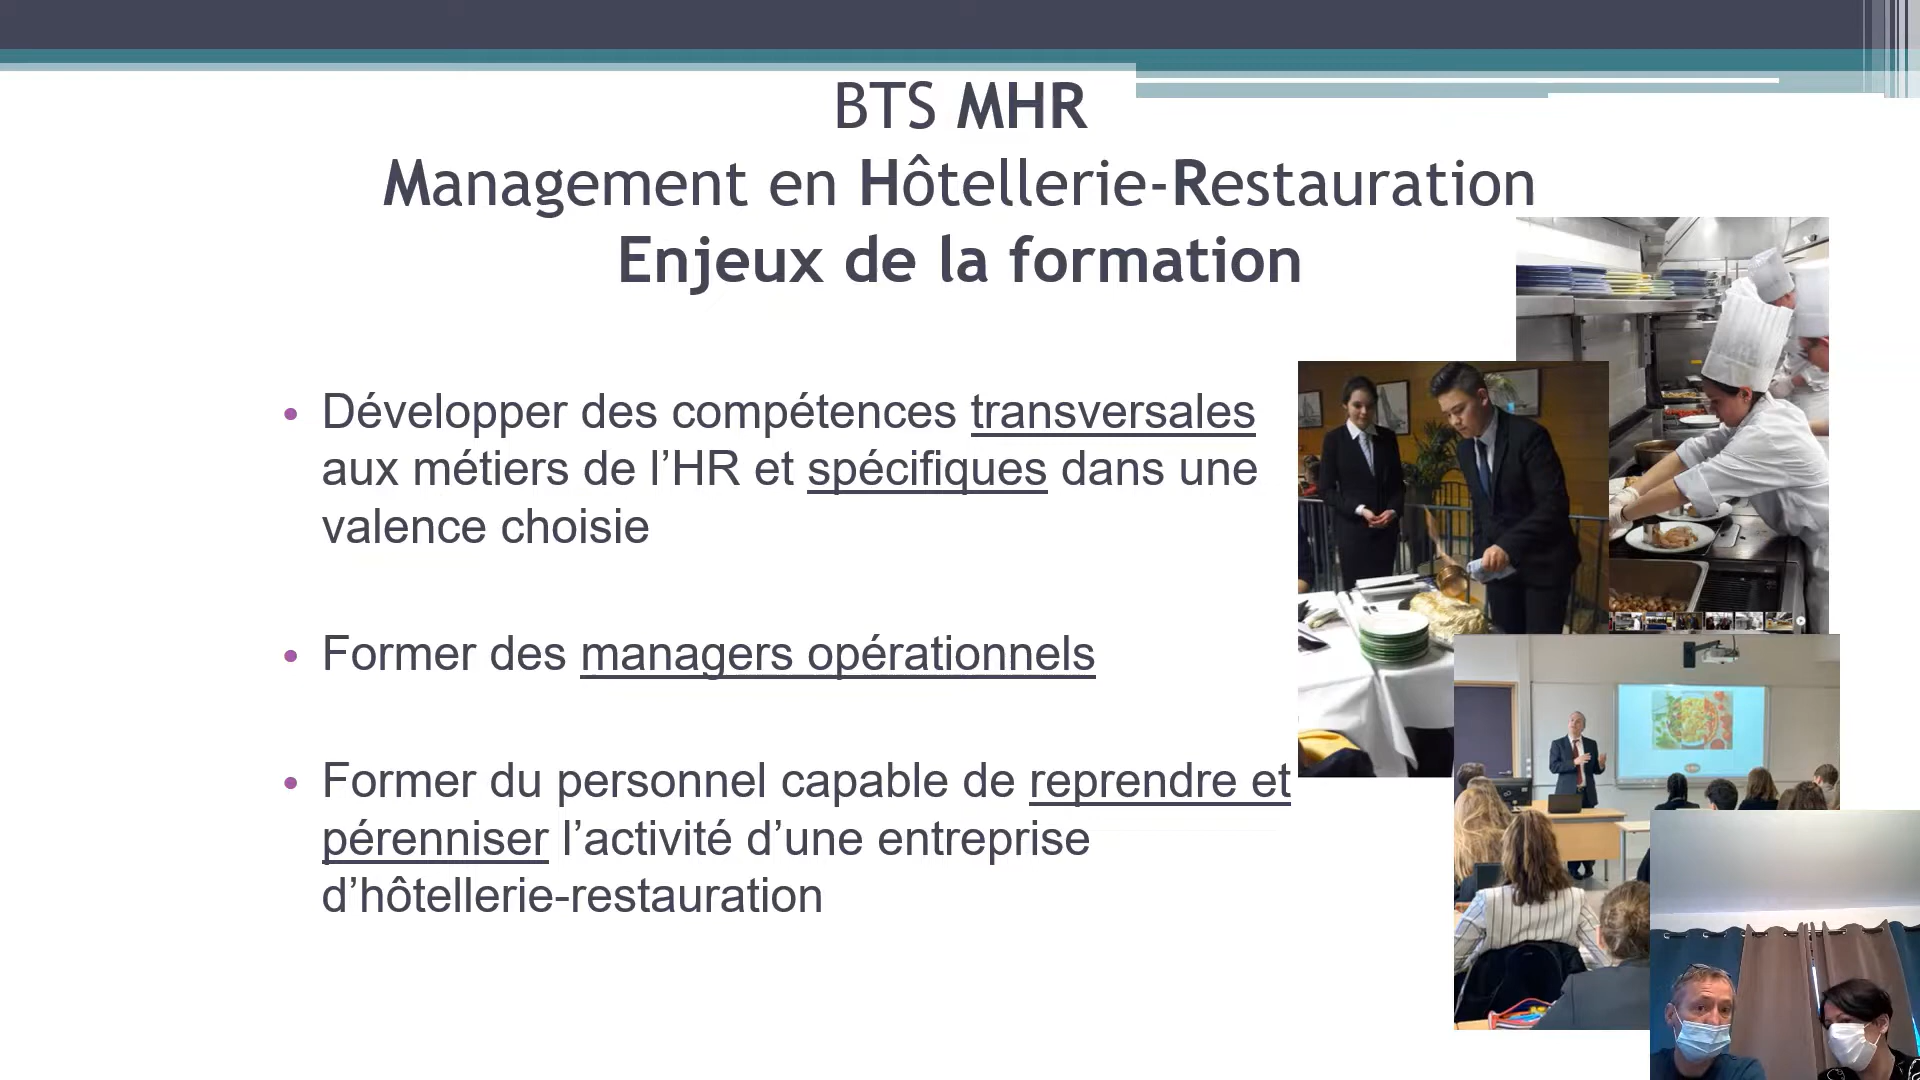 BTS MHR
Management en Hôtellerie-Restauration
Enjeux de la formation
• Développer des compétences transversales
aux métiers de l’HR et spécifiques dans une
valence choisie
• Former des managers opérationnels
• Former du personnel capable de reprendre et
pérenniser l’activité d’une entreprise
d’hôtellerie-restauration